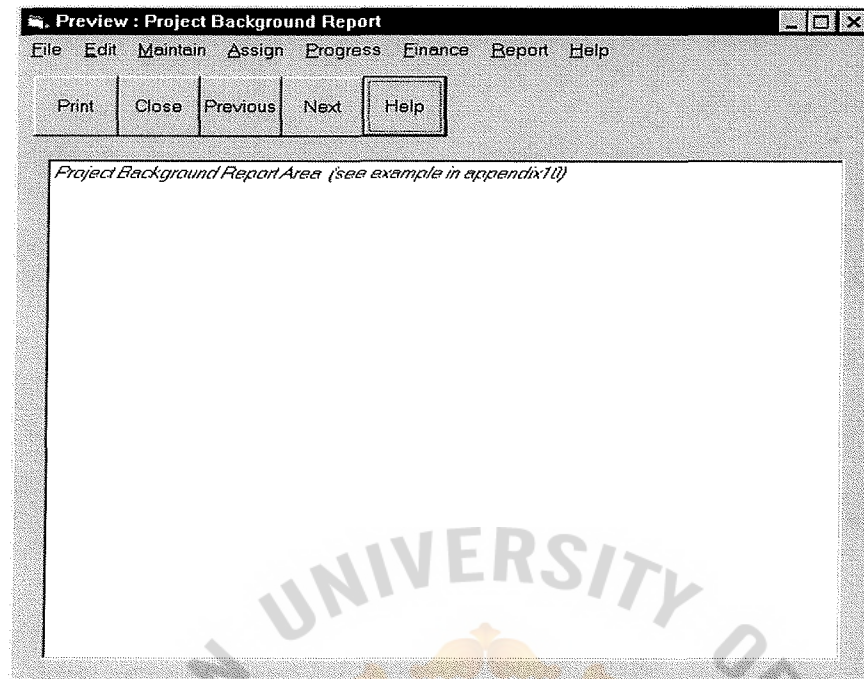 Preview : Project Background Report
File Edit Maintain Assign Progress Finance Report Help
Print Close Previous Next Help
Project Background Report Area (see example in appendix10)
UNIVERSITY